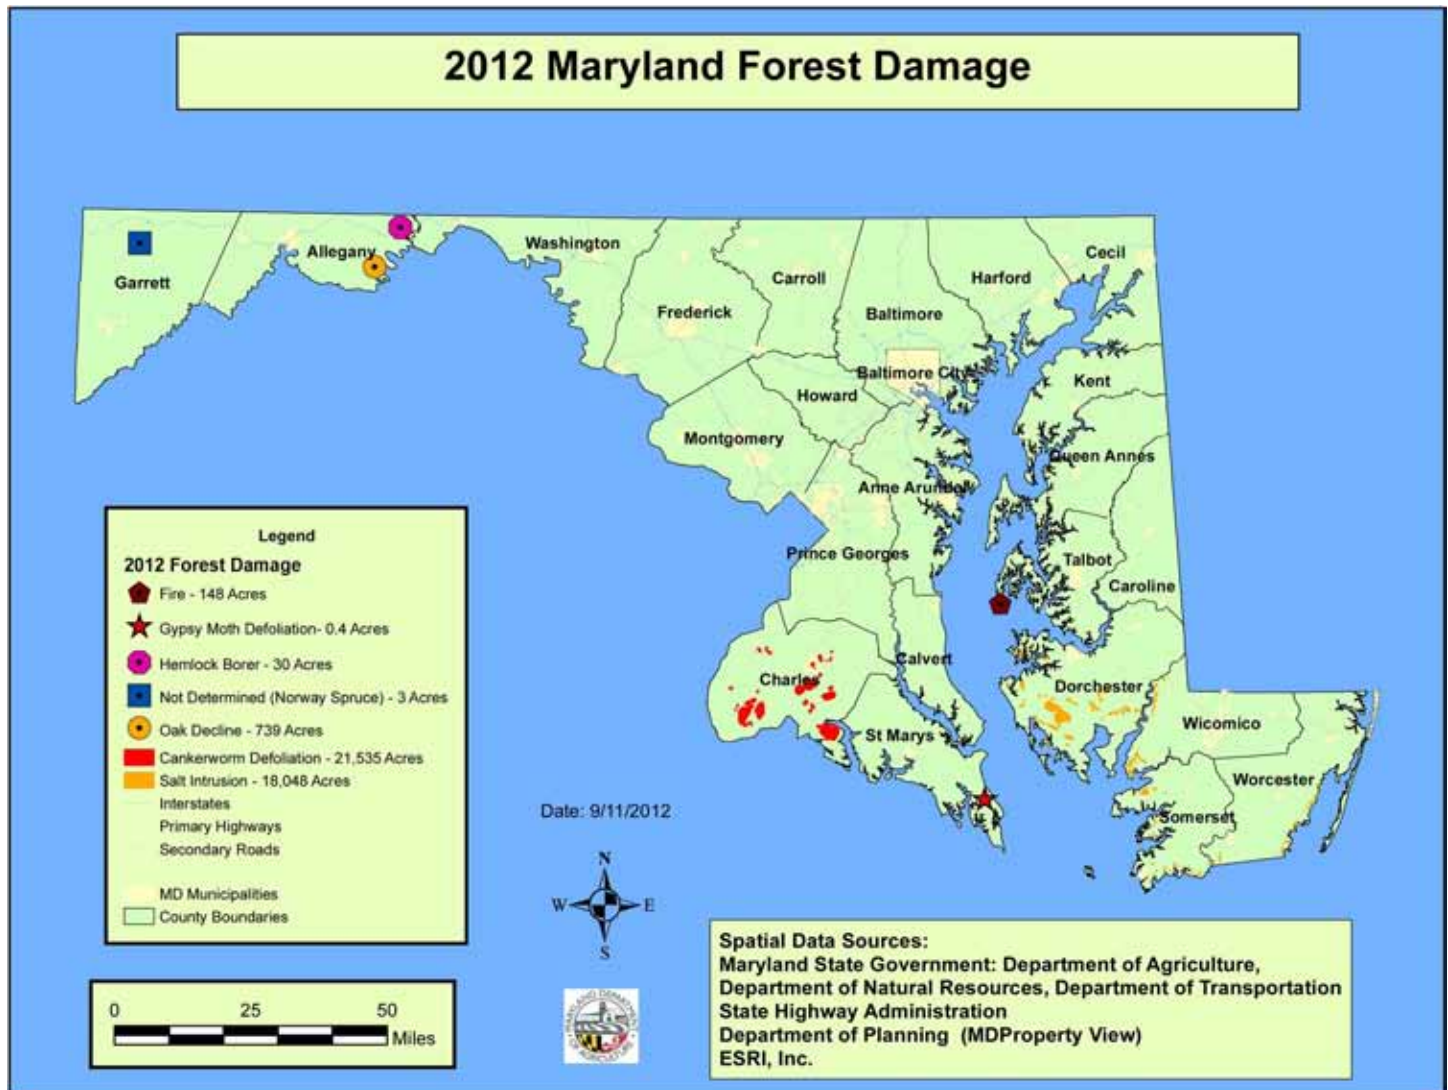 2012 Maryland Forest Damage
Garrett
Allegany
Washington
Frederick
Carroll
Baltimore
Harford
Cecil
Baltimore City
Howard
Kent
Montgomery
Queen Annes
Anne Arundel
Prince Georges
Talbot
Caroline
Charles
Calvert
Dorchester
St Marys
Wicomico
Worcester
Somerset
Legend
2012 Forest Damage
Fire - 148 Acres
Gypsy Moth Defoliation- 0.4 Acres
Hemlock Borer - 30 Acres
Not Determined (Norway Spruce) - 3 Acres
Oak Decline - 739 Acres
Cankerworm Defoliation - 21,535 Acres
Salt Intrusion - 18,048 Acres
Interstates
Primary Highways
Secondary Roads
MD Municipalities
County Boundaries
Date: 9/11/2012
N
W E
S
0 25 50
Miles
MARYLAND DEPARTMENT
OF AGRICULTURE
Spatial Data Sources:
Maryland State Government: Department of Agriculture,
Department of Natural Resources, Department of Transportation
State Highway Administration
Department of Planning (MDProperty View)
ESRI, Inc.